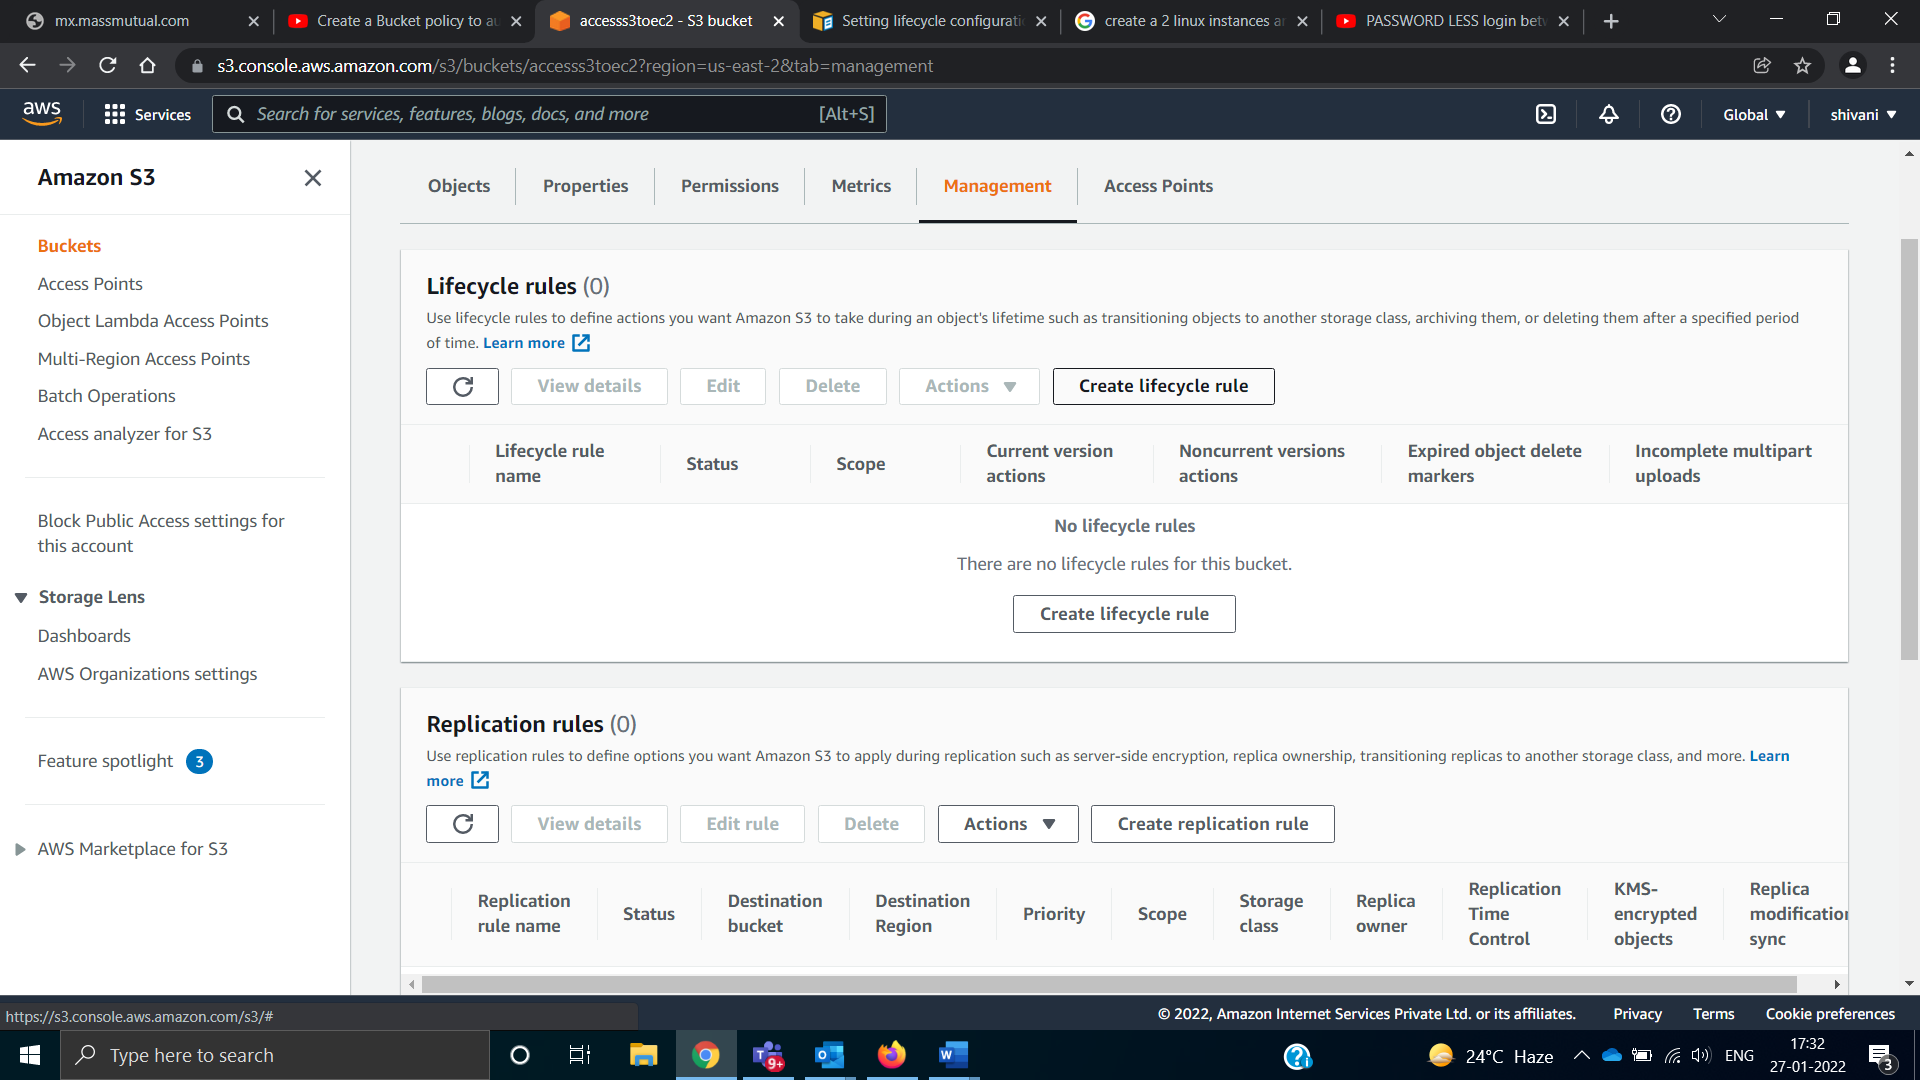 mx.massmutual.com
Create a Bucket policy to au
accesss3toec2 - S3 bucket
Setting lifecycle configurati
create a 2 linux instances a
PASSWORD LESS login betw
s3.console.aws.amazon.com/s3/buckets/accesss3toec2?region=us-east-2&tab=management
aws
Services
Search for services, features, blogs, docs, and more
[Alt+S]
Global
shivani
Amazon S3
Buckets
Access Points
Object Lambda Access Points
Multi-Region Access Points
Batch Operations
Access analyzer for S3
Block Public Access settings for
this account
Storage Lens
Dashboards
AWS Organizations settings
Feature spotlight 3
AWS Marketplace for S3
Objects
Properties
Permissions
Metrics
Management
Access Points
Lifecycle rules (0)
Use lifecycle rules to define actions you want Amazon S3 to take during an object's lifetime such as transitioning objects to another storage class, archiving them, or deleting them after a specified period
of time. Learn more
View details
Edit
Delete
Actions
Create lifecycle rule
Lifecycle rule
name
Status
Scope
Current version
actions
Noncurrent versions
actions
Expired object delete
markers
Incomplete multipart
uploads
No lifecycle rules
There are no lifecycle rules for this bucket.
Create lifecycle rule
Replication rules (0)
Use replication rules to define options you want Amazon S3 to apply during replication such as server-side encryption, replica ownership, transitioning replicas to another storage class, and more. Learn
more
View details
Edit rule
Delete
Actions
Create replication rule
Replication
rule name
Status
Destination
bucket
Destination
Region
Priority
Scope
Storage
class
Replica
owner
Replication
Time
Control
KMS-
encrypted
objects
Replica
modification
sync
https://s3.console.aws.amazon.com/s3/#
© 2022, Amazon Internet Services Private Ltd. or its affiliates.
Privacy
Terms
Cookie preferences
Type here to search
9+
24°C Haze
ENG
17:32
27-01-2022
3